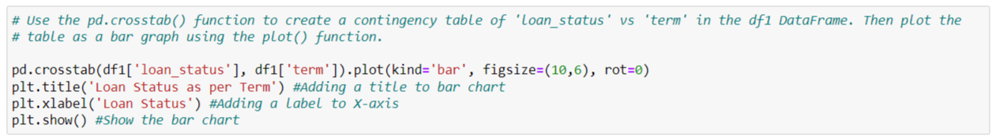 # Use the pd.crosstab() function to create a contingency table of 'loan_status' vs 'term' in the df1 DataFrame. Then plot the
# table as a bar graph using the plot() function.
pd.crosstab(df1['loan_status'], df1['term']).plot(kind='bar', figsize=(10,6), rot=0)
plt.title('Loan Status as per Term') #Adding a title to bar chart
plt.xlabel('Loan Status') #Adding a label to X-axis
plt.show() #Show the bar chart